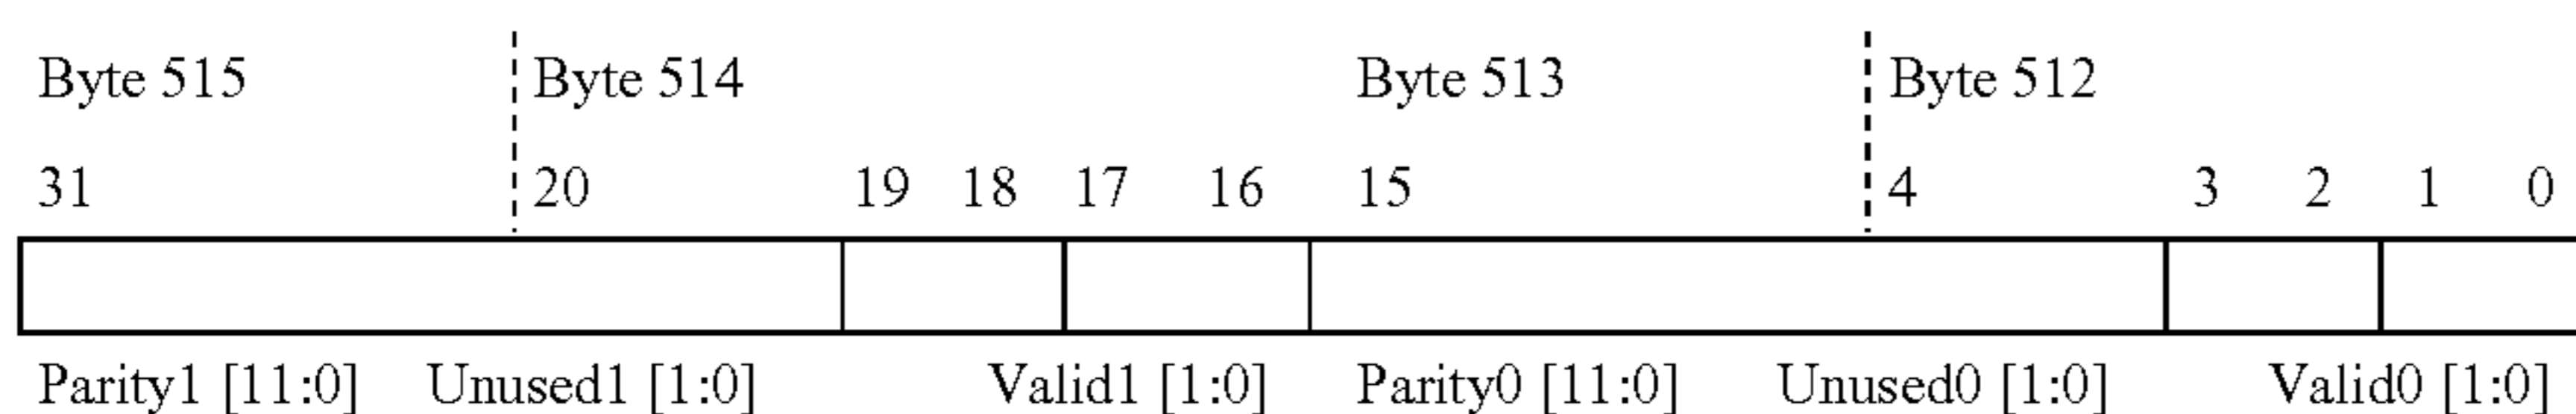 Byte 515 Byte 514 Byte 513 Byte 512
31 20 19 18 17 16 15 4 3 2 1 0
Parity1 [11:0] Unused1 [1:0] Valid1 [1:0] Parity0 [11:0] Unused0 [1:0] Valid0 [1:0]